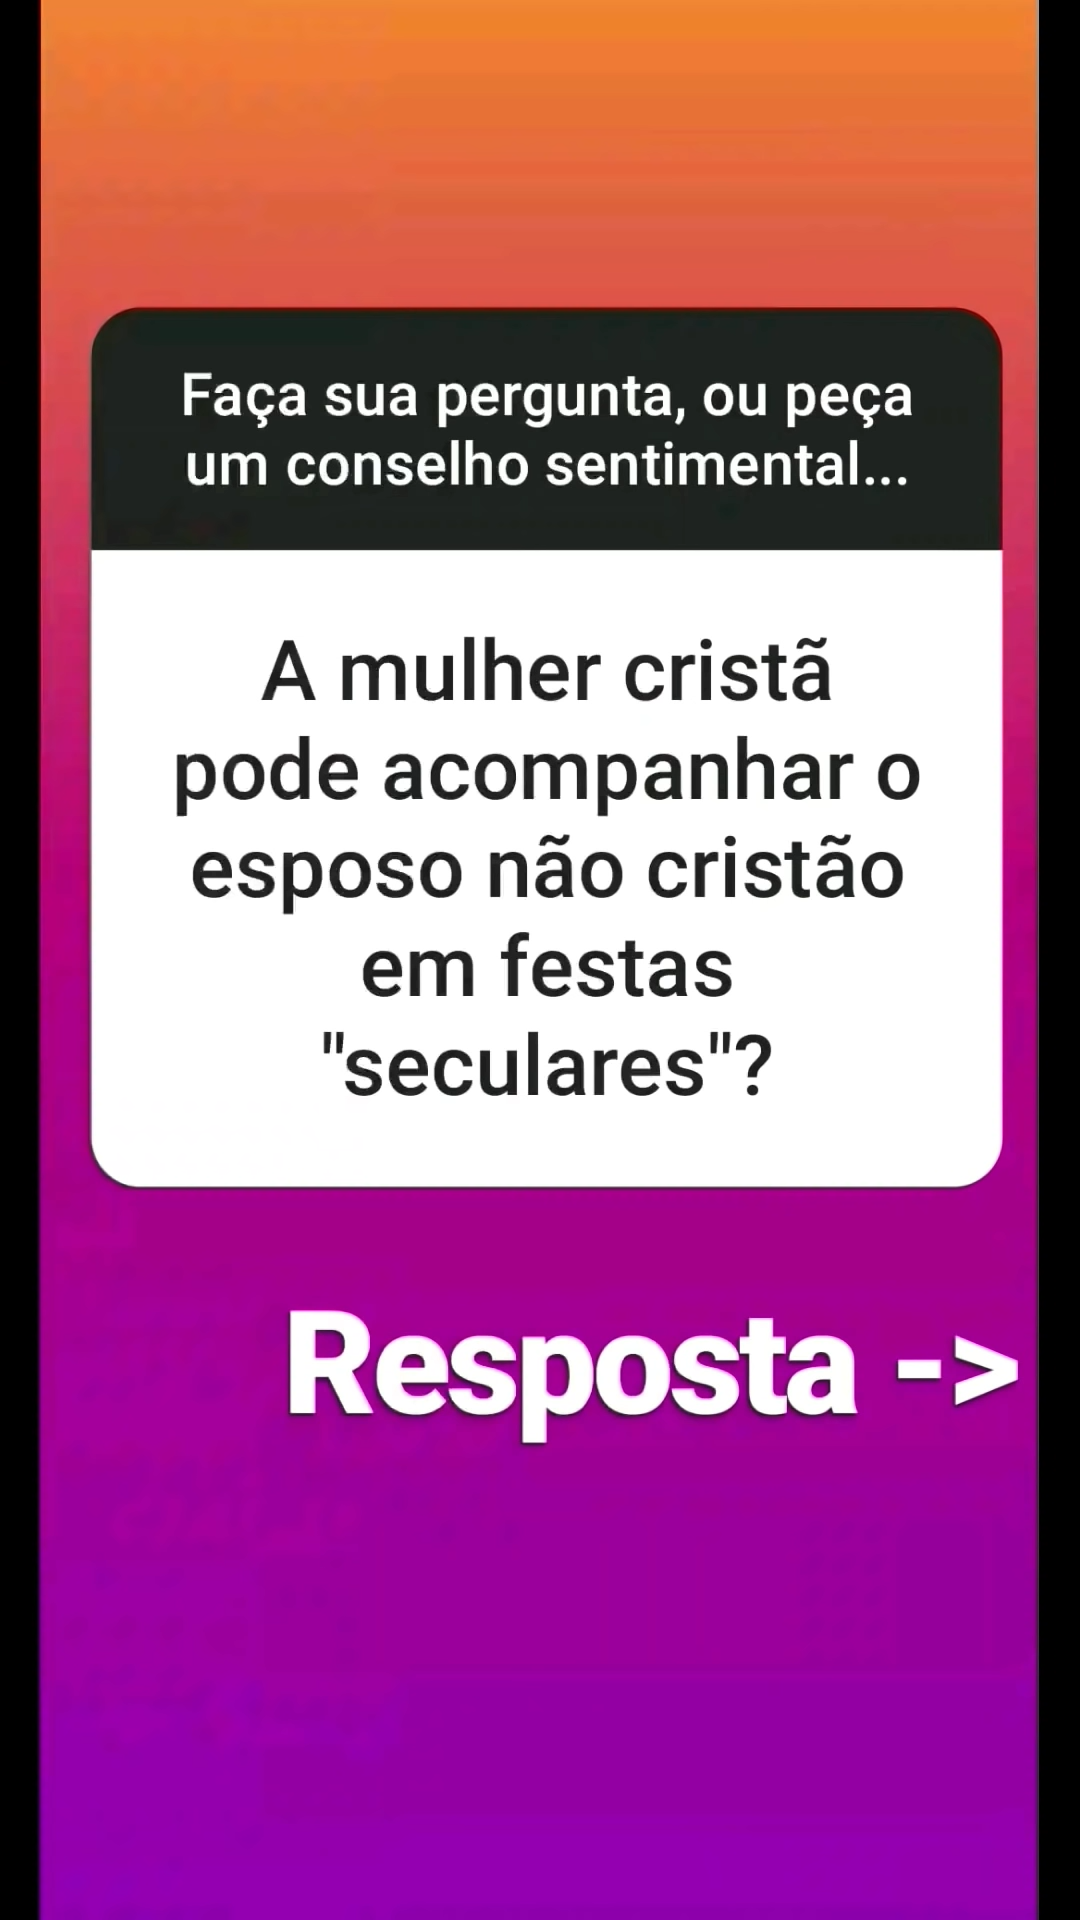 Faça sua pergunta, ou peça
um conselho sentimental...
A mulher cristã
pode acompanhar o
esposo não cristão
em festas
"seculares"?
Resposta ->